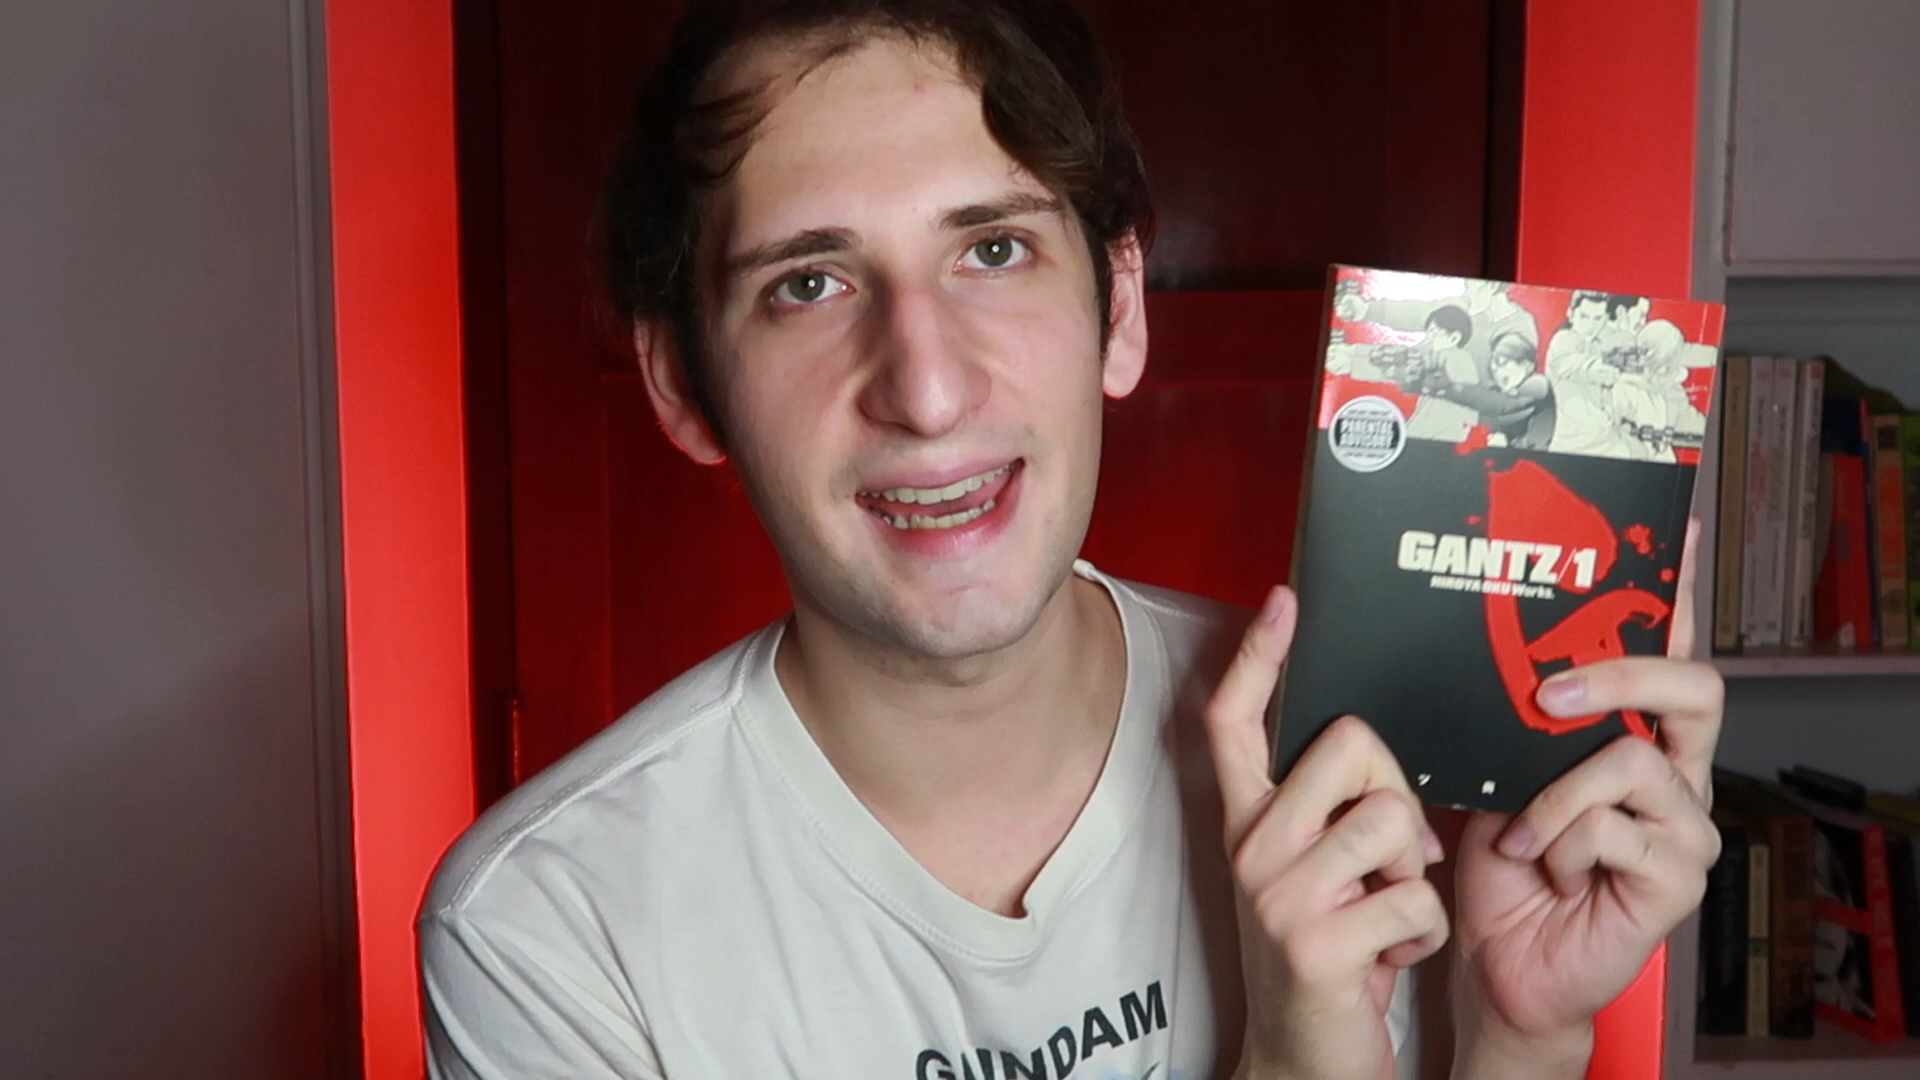 PARENTAL
ADVISORY
GANTZ/1
HIROYA OKU Works.
GUNDAM